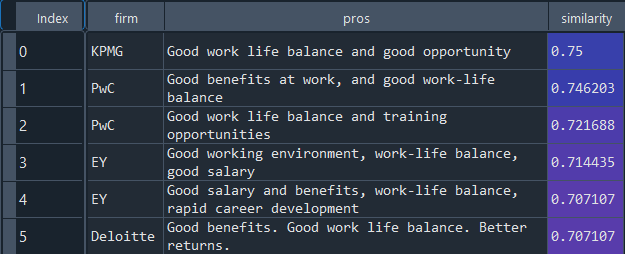 Index firm pros similarity
0 KPMG Good work life balance and good opportunity 0.75
1 PwC Good benefits at work, and good work-life balance 0.746203
2 PwC Good work life balance and training opportunities 0.721688
3 EY Good working environment, work-life balance, good salary 0.714435
4 EY Good salary and benefits, work-life balance, rapid career development 0.707107
5 Deloitte Good benefits. Good work life balance. Better returns. 0.707107